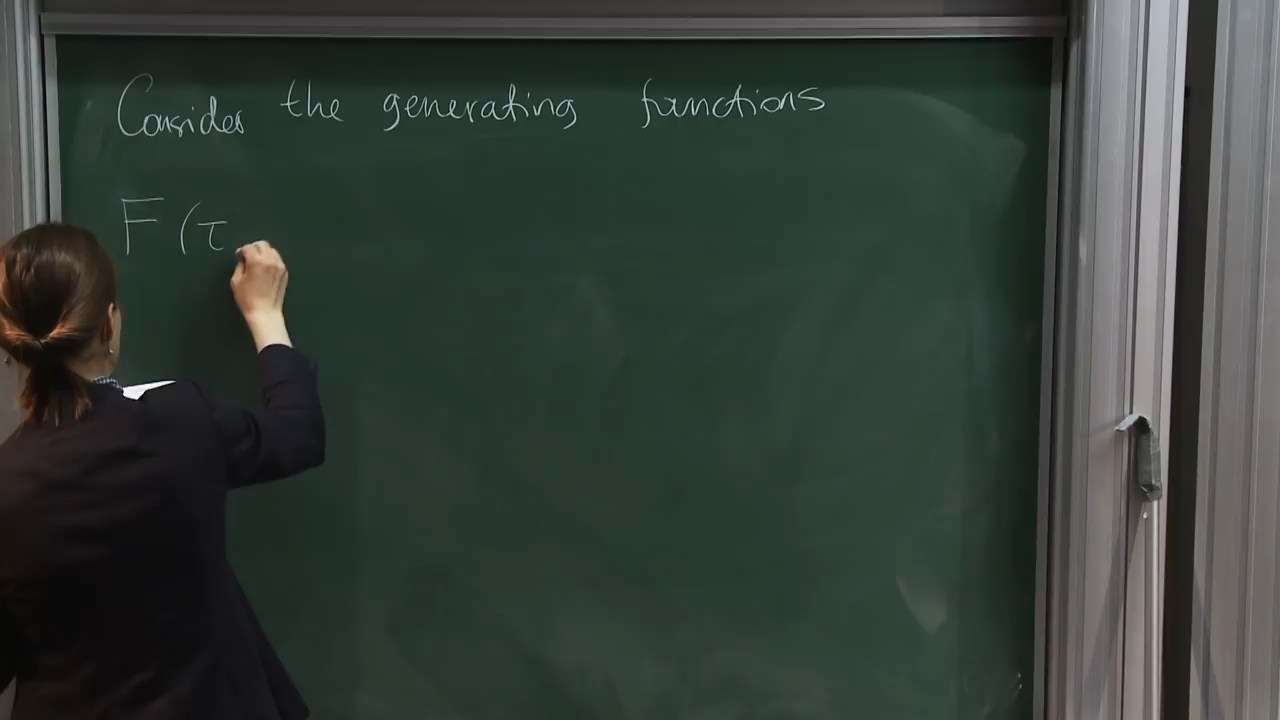 Consider the generating functions
F (τ